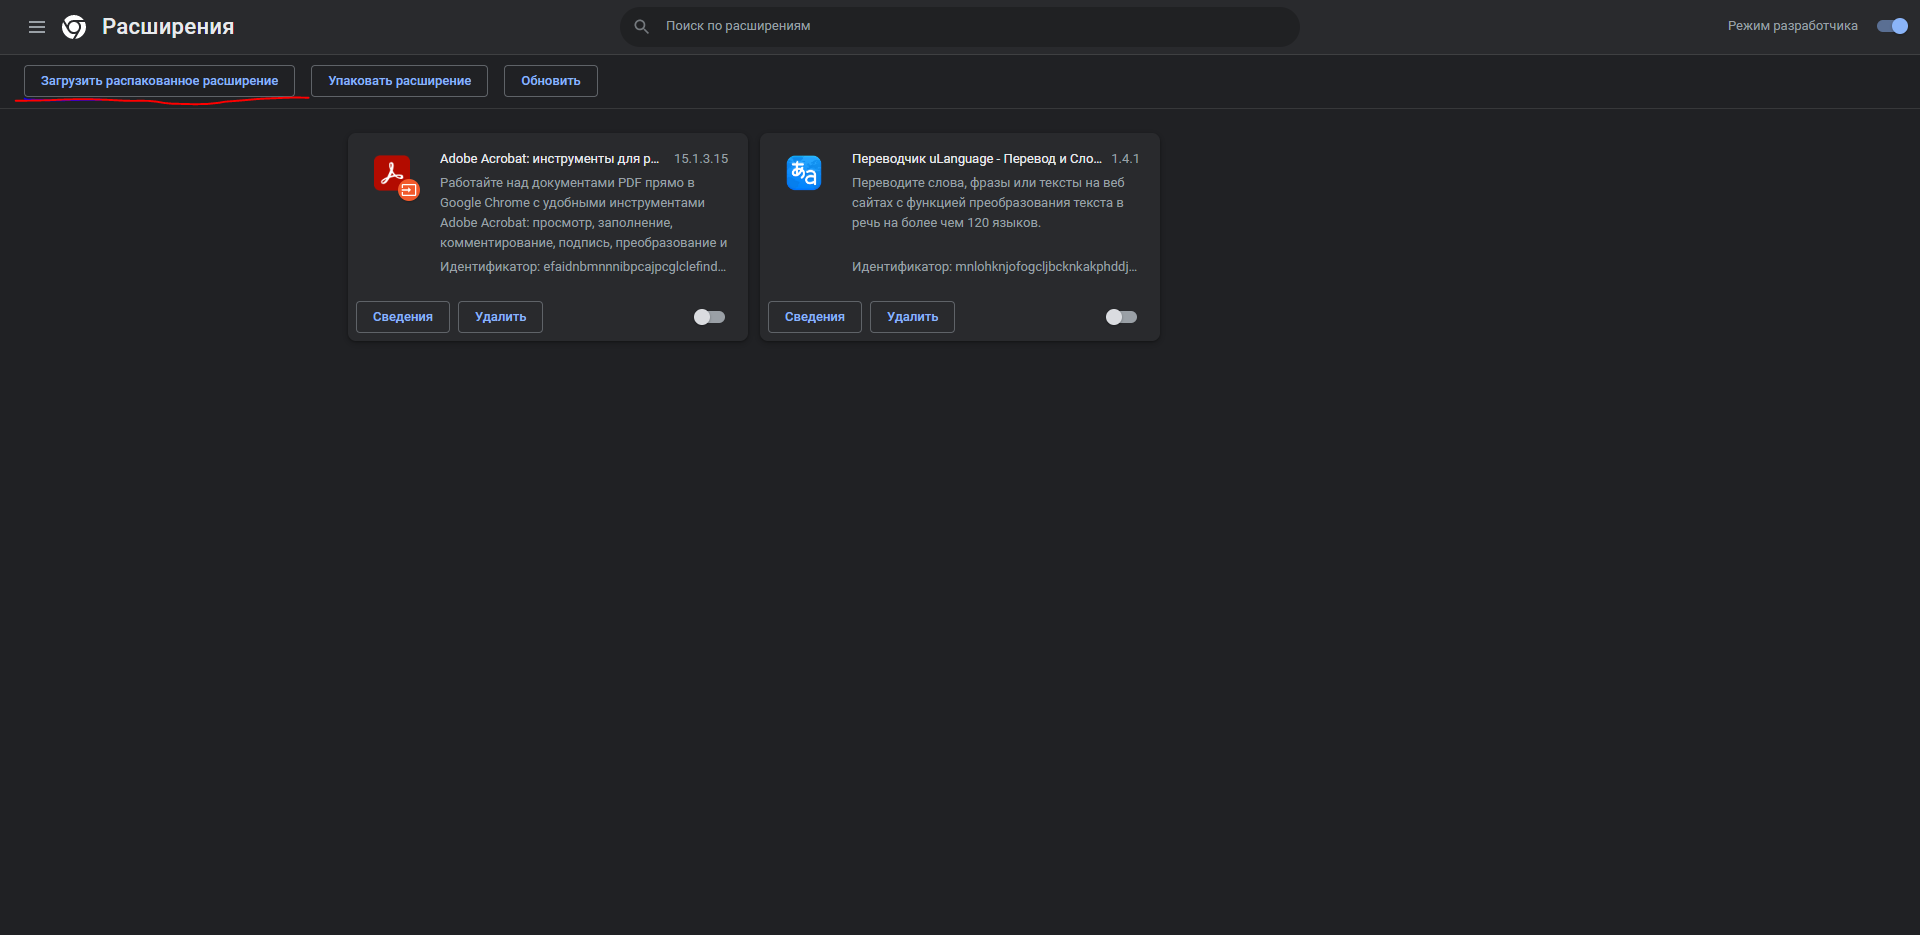 Расширения
Поиск по расширениям
Режим разработчика
Загрузить распакованное расширение
Упаковать расширение
Обновить
Adobe Acrobat: инструменты для р... 15.1.3.15
Работайте над документами PDF прямо в
Google Chrome с удобными инструментами
Adobe Acrobat: просмотр, заполнение,
комментирование, подпись, преобразование и
Идентификатор: efaidnbmnnnibpcajpcglclefind...
Сведения
Удалить
Переводчик uLanguage - Перевод и Сло... 1.4.1
Переводите слова, фразы или тексты на веб
сайтах с функцией преобразования текста в
речь на более чем 120 языков.
Идентификатор: mnlohknjofogcljbcknkakphddj...
Сведения
Удалить